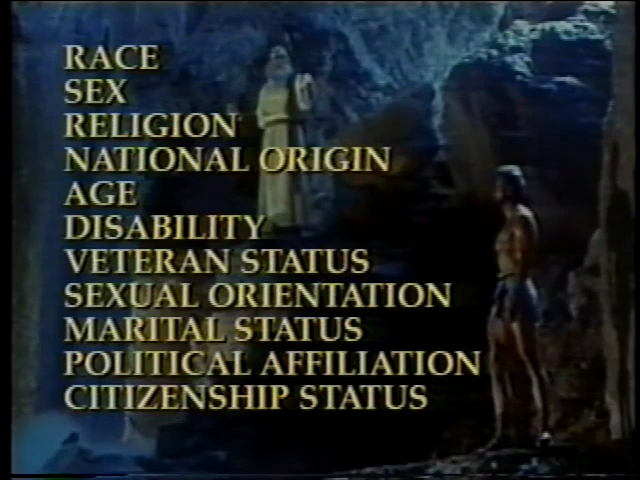 RACE
SEX
RELIGION
NATIONAL ORIGIN
AGE
DISABILITY
VETERAN STATUS
SEXUAL ORIENTATION
MARITAL STATUS
POLITICAL AFFILIATION
CITIZENSHIP STATUS